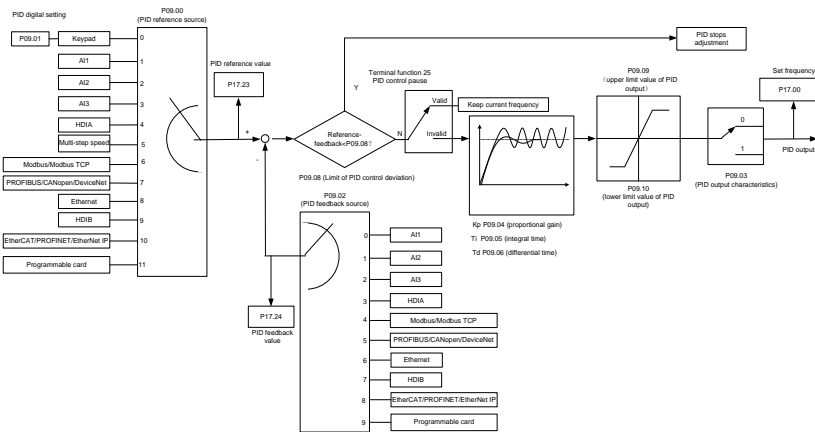 PID digital setting
P09.00
(PID reference source)
P09.01
Keypad
0
AI1
1
AI2
2
AI3
3
HDIA
4
Multi-step speed
5
Modbus/Modbus TCP
6
PROFIBUS/CANopen/DeviceNet
7
Ethernet
8
HDIB
9
EtherCAT/PROFINET/EtherNet IP
10
Programmable card
11
PID reference value
P17.23
+
-
Reference-
feedback<P09.08?
Y
N
P09.08 (Limit of PID control deviation)
PID stops
adjustment
Terminal function 25
PID control pause
Valid
Invalid
Keep current frequency
Kp P09.04 (proportional gain)
Ti P09.05 (integral time)
Td P09.06 (differential time)
P09.09
(upper limit value of PID
output)
P09.10
(lower limit value of PID
output)
0
1
P09.03
(PID output characteristics)
Set frequency
P17.00
PID output
P09.02
(PID feedback source)
P17.24
PID feedback
value
0
AI1
1
AI2
2
AI3
3
HDIA
4
Modbus/Modbus TCP
5
PROFIBUS/CANopen/DeviceNet
6
Ethernet
7
HDIB
8
EtherCAT/PROFINET/EtherNet IP
9
Programmable card